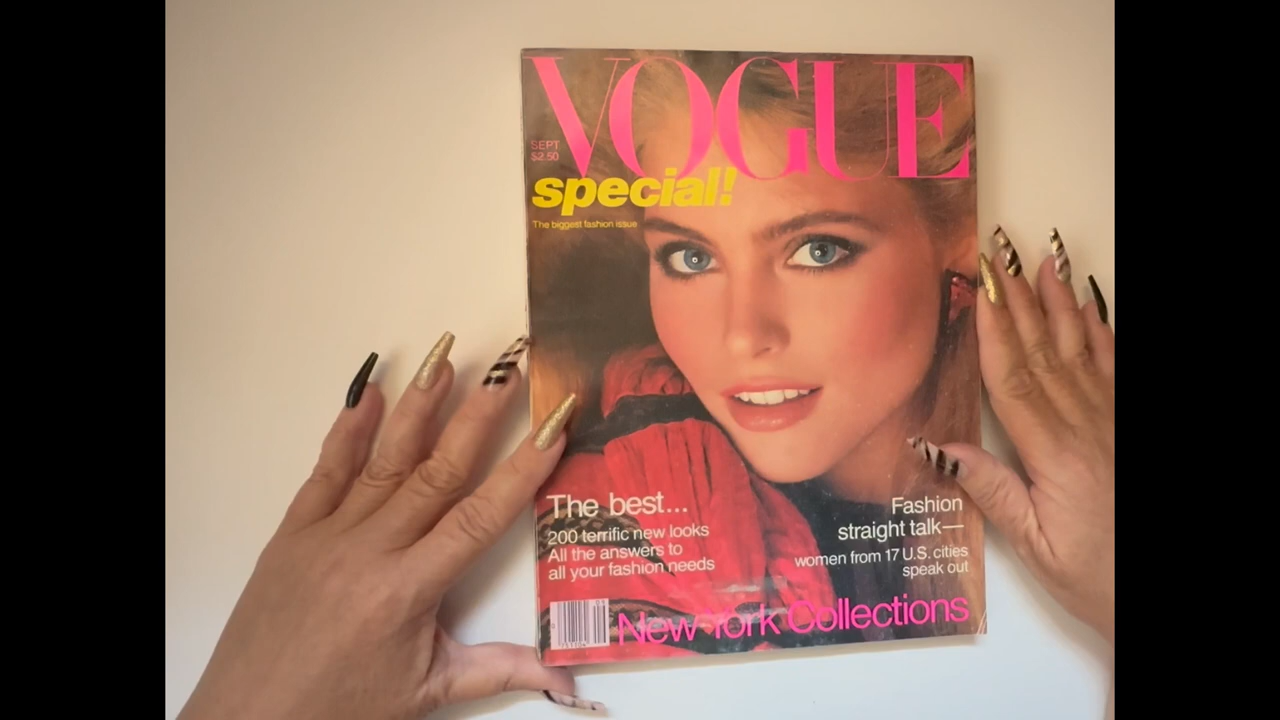 VOGUE
SEPT
$2.50
special!
The biggest fashion issue
The best...
200 terrific new looks
All the answers to
all your fashion needs
Fashion
straight talk—
women from 17 U.S. cities
speak out
New York Collections